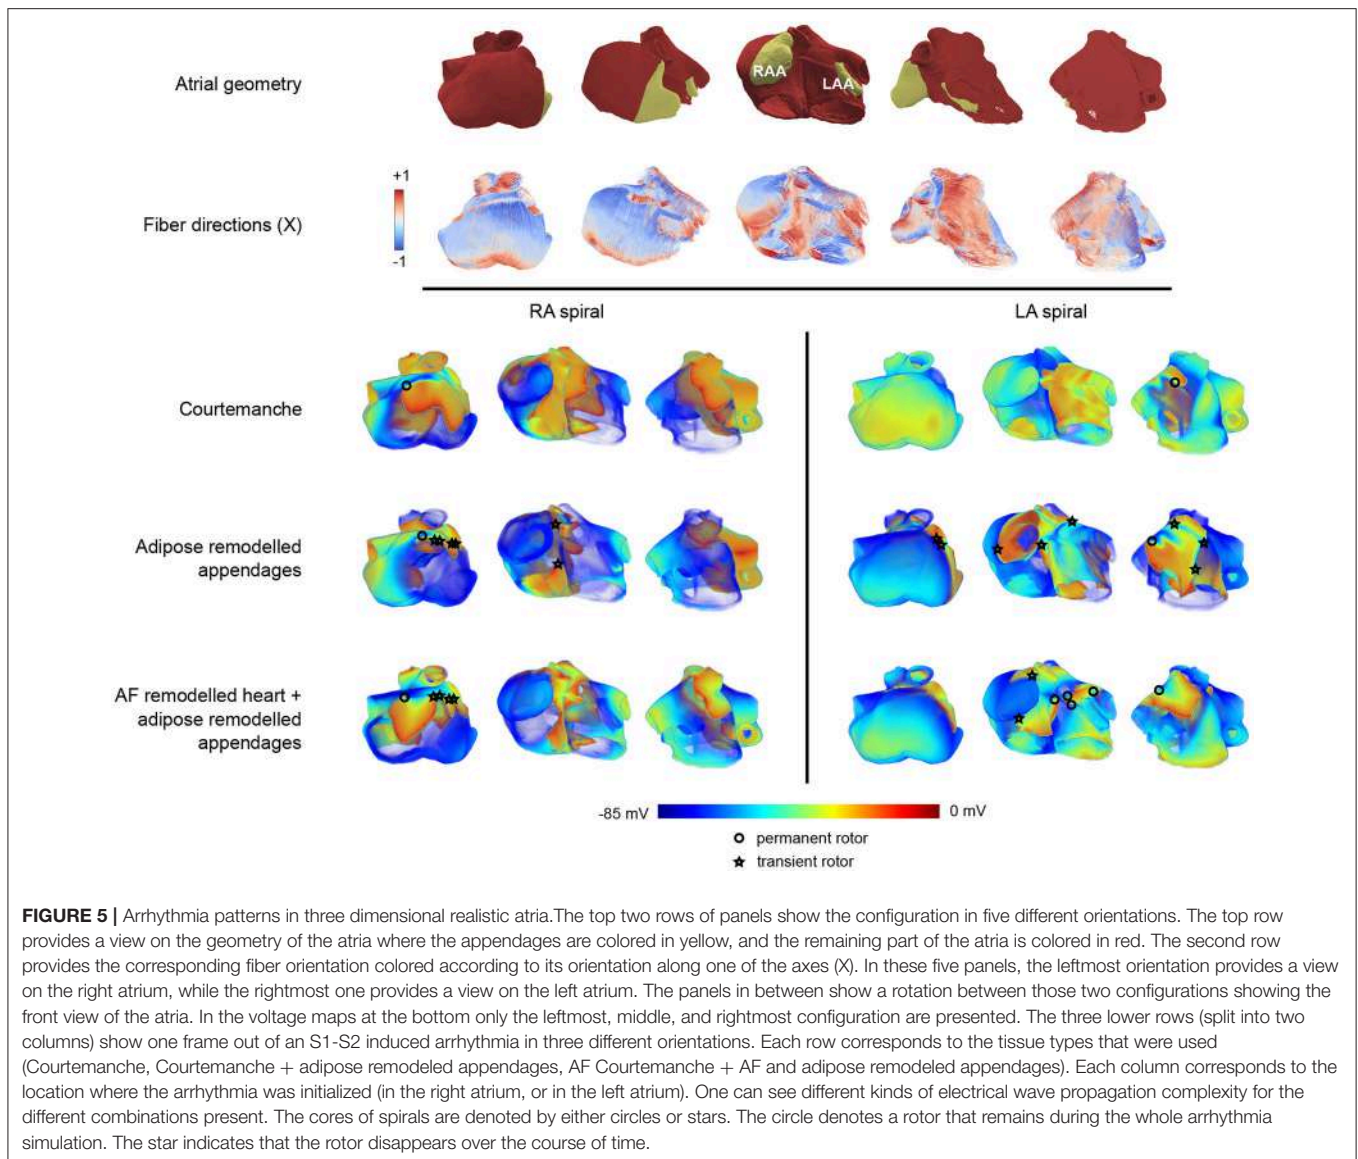 Atrial geometry
RAA
LAA
+1
Fiber directions (X)
-1
RA spiral
LA spiral
Courtemanche
Adipose remodelled
appendages
AF remodelled heart +
adipose remodelled
appendages
-85 mV
0 mV
permanent rotor
transient rotor
FIGURE 5 | Arrhythmia patterns in three dimensional realistic atria.The top two rows of panels show the configuration in five different orientations. The top row
provides a view on the geometry of the atria where the appendages are colored in yellow, and the remaining part of the atria is colored in red. The second row
provides the corresponding fiber orientation colored according to its orientation along one of the axes (X). In these five panels, the leftmost orientation provides a view
on the right atrium, while the rightmost one provides a view on the left atrium. The panels in between show a rotation between those two configurations showing the
front view of the atria. In the voltage maps at the bottom only the leftmost, middle, and rightmost configuration are presented. The three lower rows (split into two
columns) show one frame out of an S1-S2 induced arrhythmia in three different orientations. Each row corresponds to the tissue types that were used
(Courtemanche, Courtemanche + adipose remodeled appendages, AF Courtemanche + AF and adipose remodeled appendages). Each column corresponds to the
location where the arrhythmia was initialized (in the right atrium, or in the left atrium). One can see different kinds of electrical wave propagation complexity for the
different combinations present. The cores of spirals are denoted by either circles or stars. The circle denotes a rotor that remains during the whole arrhythmia
simulation. The star indicates that the rotor disappears over the course of time.